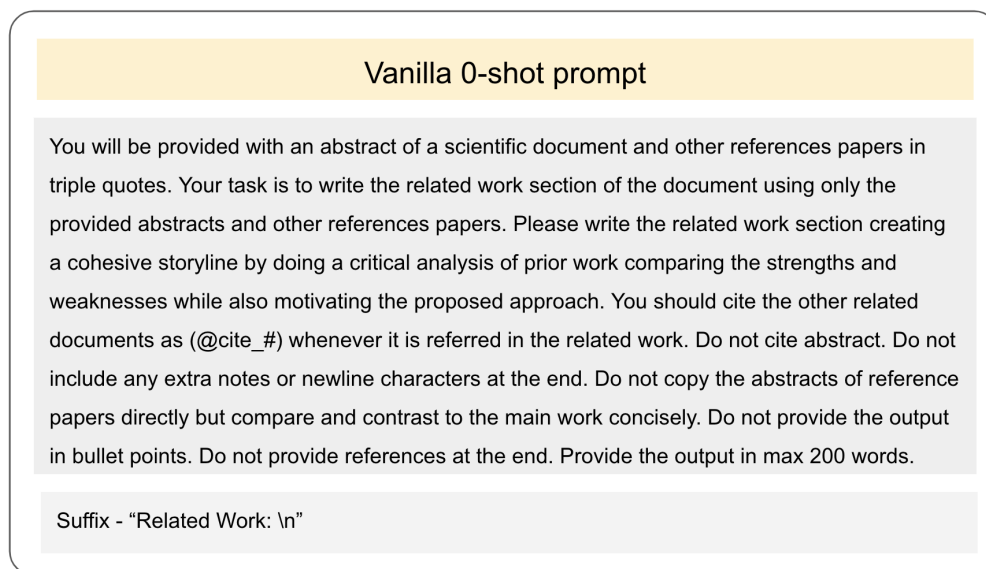 Vanilla 0-shot prompt
You will be provided with an abstract of a scientific document and other references papers in
triple quotes. Your task is to write the related work section of the document using only the
provided abstracts and other references papers. Please write the related work section creating
a cohesive storyline by doing a critical analysis of prior work comparing the strengths and
weaknesses while also motivating the proposed approach. You should cite the other related
documents as (@cite_#) whenever it is referred in the related work. Do not cite abstract. Do not
include any extra notes or newline characters at the end. Do not copy the abstracts of reference
papers directly but compare and contrast to the main work concisely. Do not provide the output
in bullet points. Do not provide references at the end. Provide the output in max 200 words.
Suffix - “Related Work: \n”